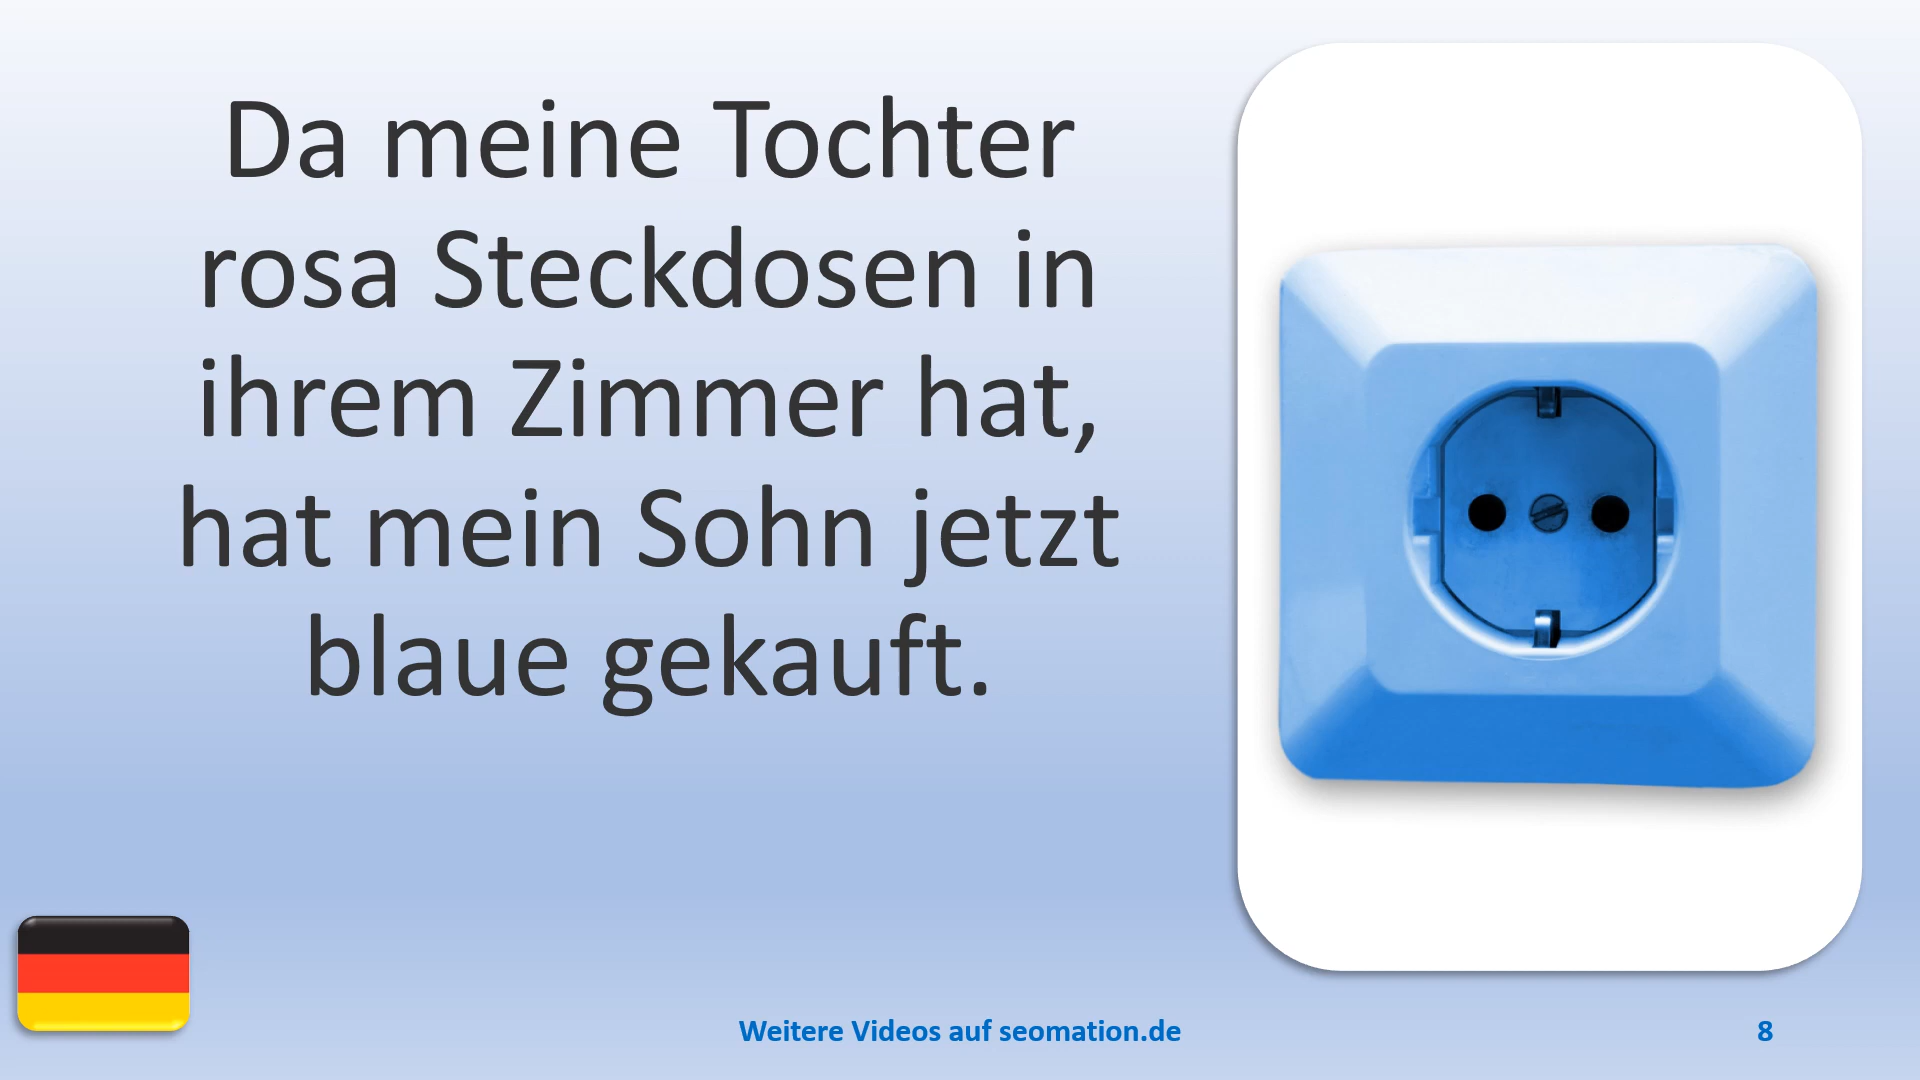 Da meine Tochter
rosa Steckdosen in
ihrem Zimmer hat,
hat mein Sohn jetzt
blaue gekauft.
Weitere Videos auf seomation.de
8